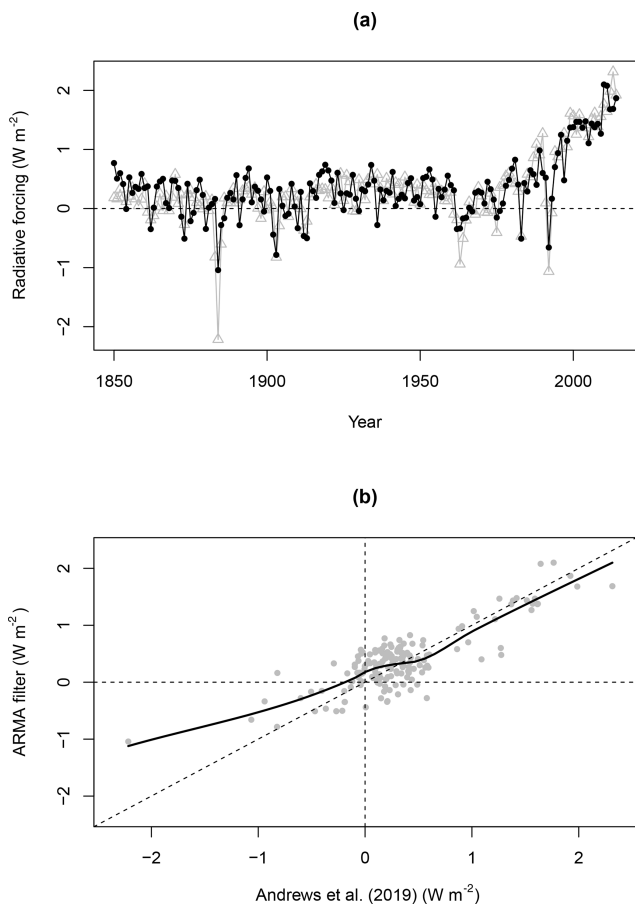 (a)
Radiative forcing (W m⁻²)
2
1
0
−1
−2
1850 1900 1950 2000
Year
(b)
ARMA filter (W m⁻²)
2
1
0
−1
−2
−2 −1 0 1 2
Andrews et al. (2019) (W m⁻²)